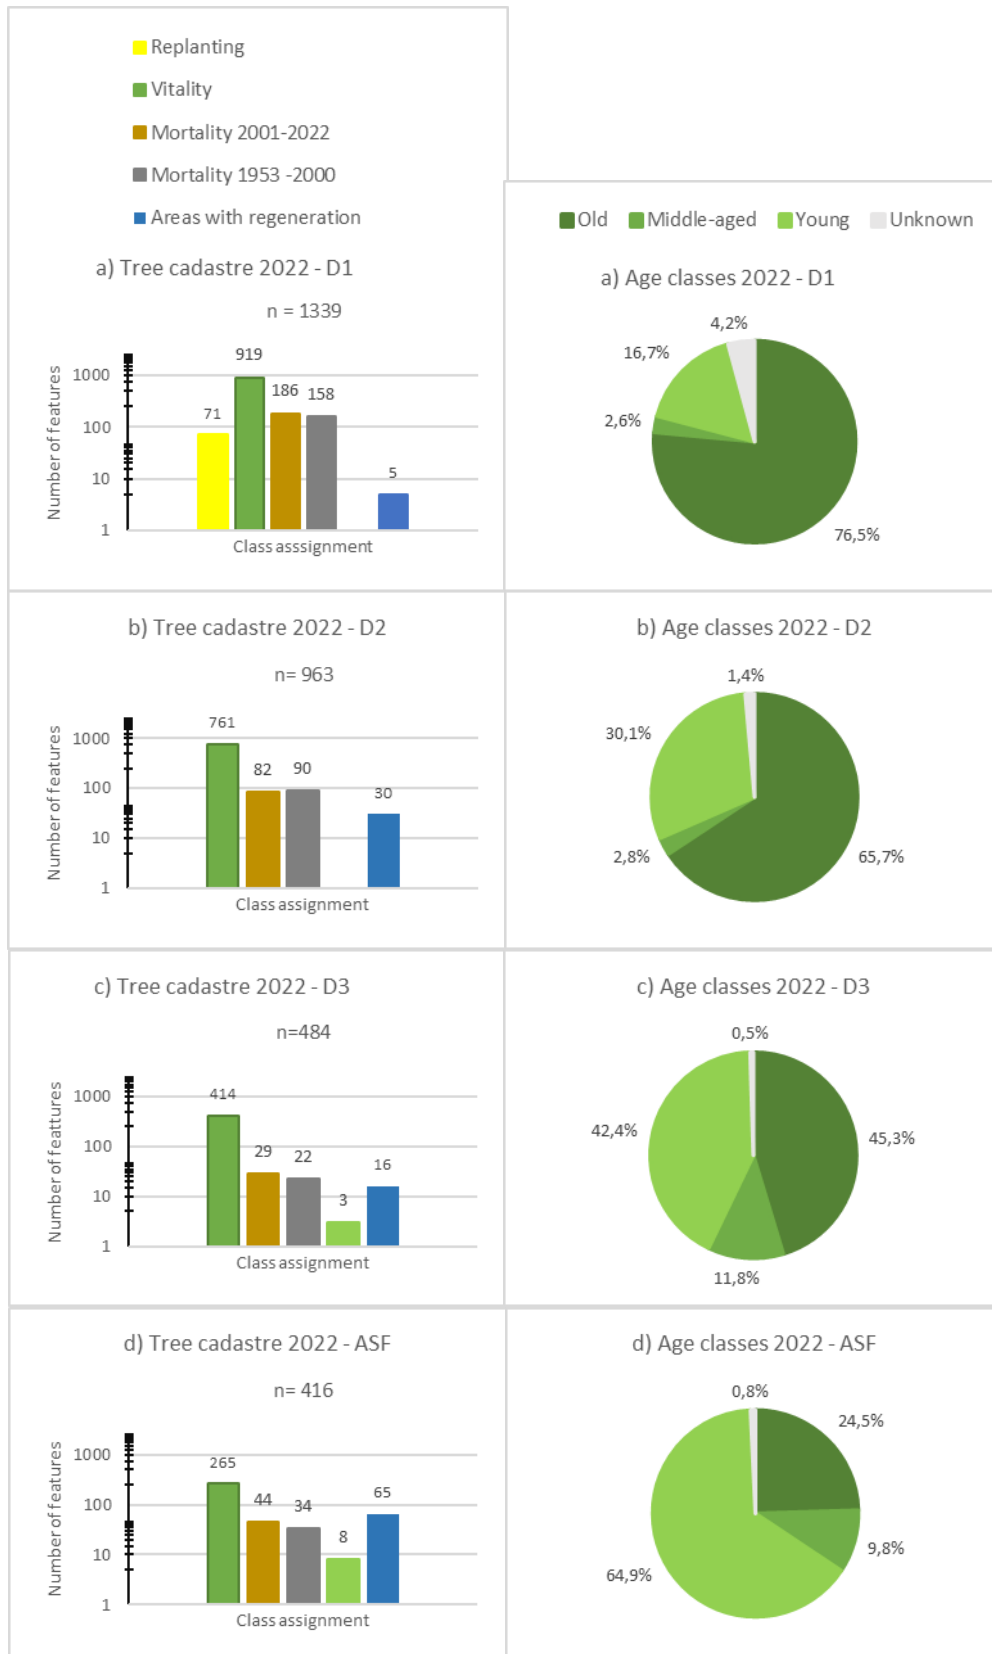 Replanting
Vitality
Mortality 2001-2022
Mortality 1953 -2000
Areas with regeneration
a) Tree cadastre 2022 - D1
n = 1339
Number of features
1000
100
10
1
71
919
186
158
5
Class asssignment
Old Middle-aged Young Unknown
a) Age classes 2022 - D1
4,2%
16,7%
2,6%
76,5%
b) Tree cadastre 2022 - D2
n= 963
Number of features
1000
100
10
1
761
82
90
30
Class assignment
b) Age classes 2022 - D2
1,4%
30,1%
2,8%
65,7%
c) Tree cadastre 2022 - D3
n=484
Number of feattures
1000
100
10
1
414
29
22
3
16
Class assignment
c) Age classes 2022 - D3
0,5%
42,4%
45,3%
11,8%
d) Tree cadastre 2022 - ASF
n= 416
Number of features
1000
100
10
1
265
44
34
8
65
Class assignment
d) Age classes 2022 - ASF
0,8%
24,5%
9,8%
64,9%